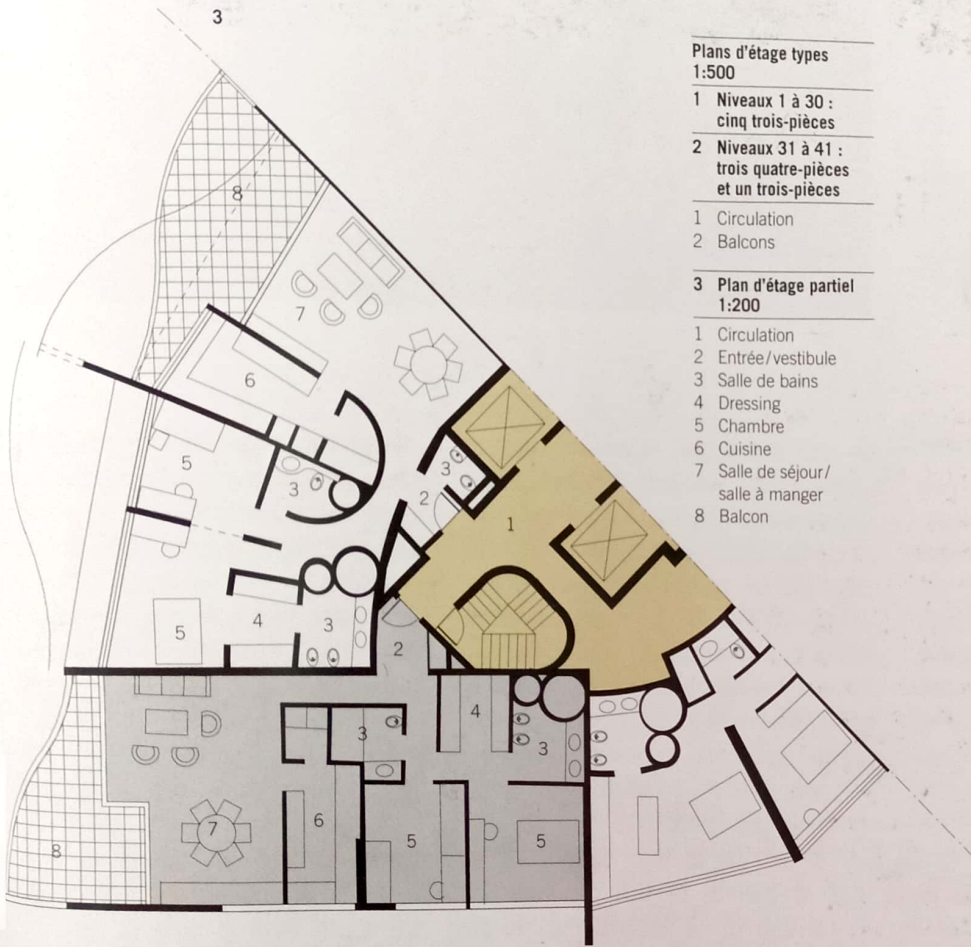 3
Plans d'étage types
1:500
1 Niveaux 1 à 30 :
cinq trois-pièces
2 Niveaux 31 à 41 :
trois quatre-pièces
et un trois-pièces
1 Circulation
2 Balcons
3 Plan d'étage partiel
1:200
1 Circulation
2 Entrée/vestibule
3 Salle de bains
4 Dressing
5 Chambre
6 Cuisine
7 Salle de séjour/
salle à manger
8 Balcon
8
7
6
5
3
3
2
1
5
4
3
2
4
3
3
7
6
5
5
8